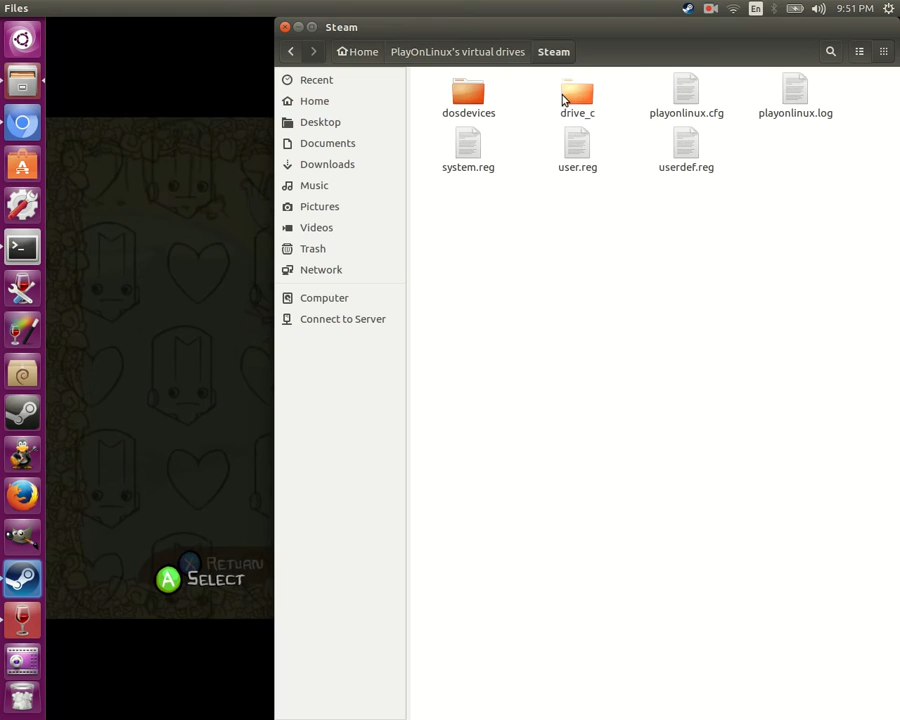 Files
En
9:51 PM
Steam
Home
PlayOnLinux's virtual drives
Steam
Recent
Home
Desktop
Documents
Downloads
Music
Pictures
Videos
Trash
Network
Computer
Connect to Server
dosdevices
drive_c
playonlinux.cfg
playonlinux.log
system.reg
user.reg
userdef.reg
X RETURN
A SELECT